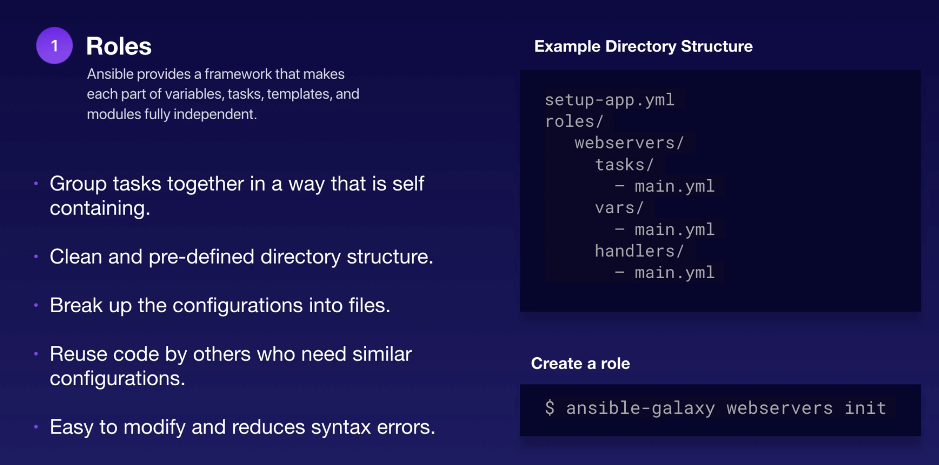 1
Roles
Ansible provides a framework that makes
each part of variables, tasks, templates, and
modules fully independent.
• Group tasks together in a way that is self
containing.
• Clean and pre-defined directory structure.
• Break up the configurations into files.
• Reuse code by others who need similar
configurations.
• Easy to modify and reduces syntax errors.
Example Directory Structure
setup-app.yml
roles/
webservers/
tasks/
– main.yml
vars/
– main.yml
handlers/
– main.yml
Create a role
$ ansible-galaxy webservers init